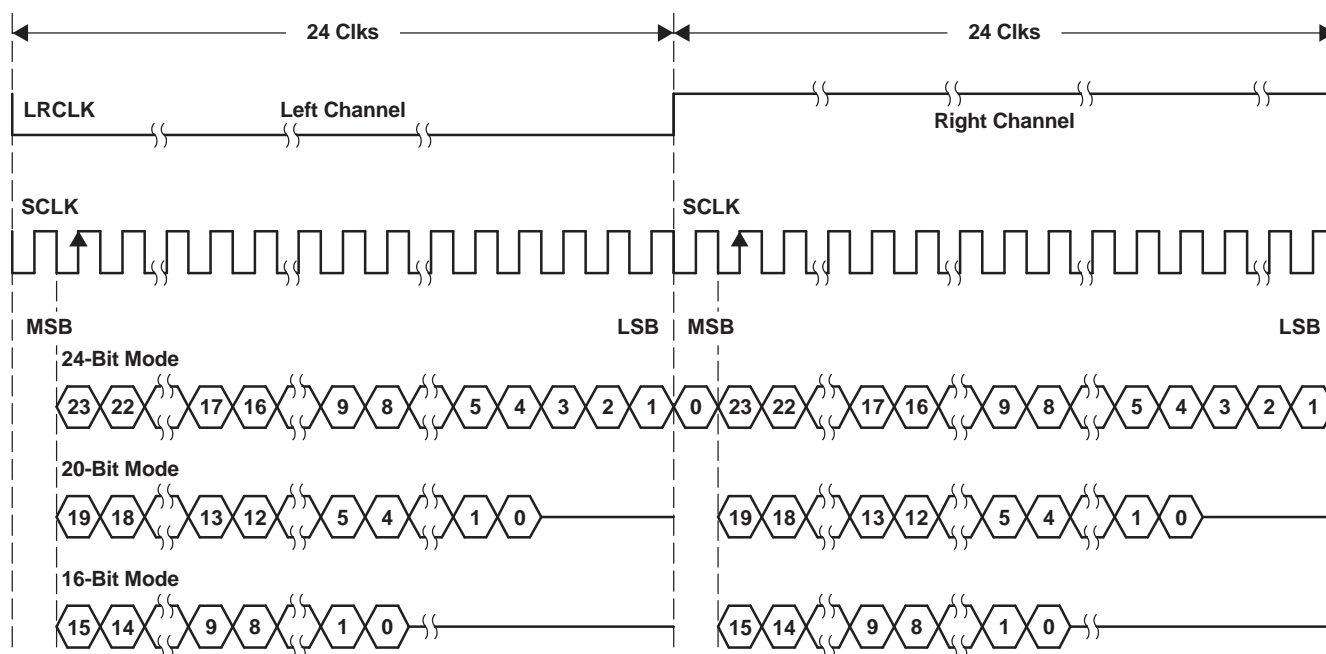 24 Clks 24 Clks
LRCLK Left Channel
Right Channel
SCLK SCLK
MSB LSB MSB LSB
24-Bit Mode
23 22 17 16 9 8 5 4 3 2 1 0 23 22 17 16 9 8 5 4 3 2 1
20-Bit Mode
19 18 13 12 5 4 1 0 19 18 13 12 5 4 1 0
16-Bit Mode
15 14 9 8 1 0 15 14 9 8 1 0